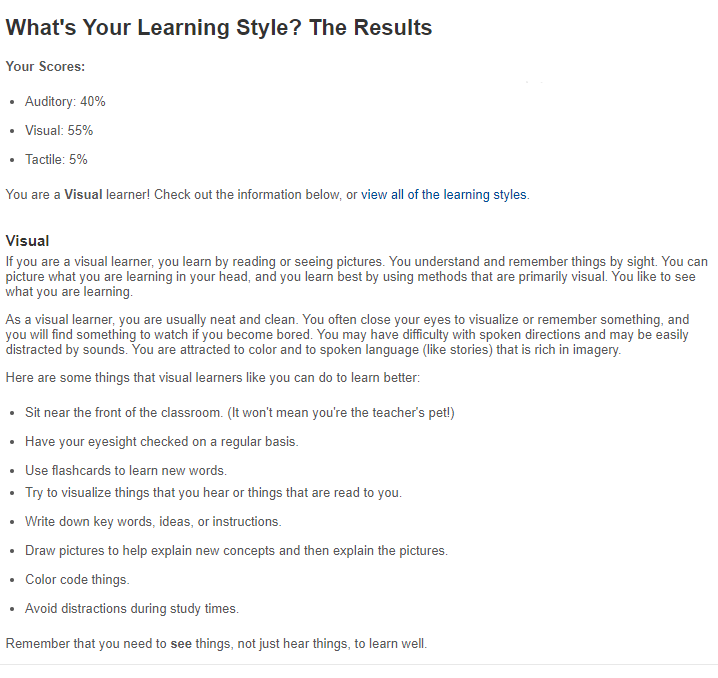 What's Your Learning Style? The Results
Your Scores:
• Auditory: 40%
• Visual: 55%
• Tactile: 5%
You are a Visual learner! Check out the information below, or view all of the learning styles.
Visual
If you are a visual learner, you learn by reading or seeing pictures. You understand and remember things by sight. You can
picture what you are learning in your head, and you learn best by using methods that are primarily visual. You like to see
what you are learning.
As a visual learner, you are usually neat and clean. You often close your eyes to visualize or remember something, and
you will find something to watch if you become bored. You may have difficulty with spoken directions and may be easily
distracted by sounds. You are attracted to color and to spoken language (like stories) that is rich in imagery.
Here are some things that visual learners like you can do to learn better:
• Sit near the front of the classroom. (It won't mean you're the teacher's pet!)
• Have your eyesight checked on a regular basis.
• Use flashcards to learn new words.
• Try to visualize things that you hear or things that are read to you.
• Write down key words, ideas, or instructions.
• Draw pictures to help explain new concepts and then explain the pictures.
• Color code things.
• Avoid distractions during study times.
Remember that you need to see things, not just hear things, to learn well.